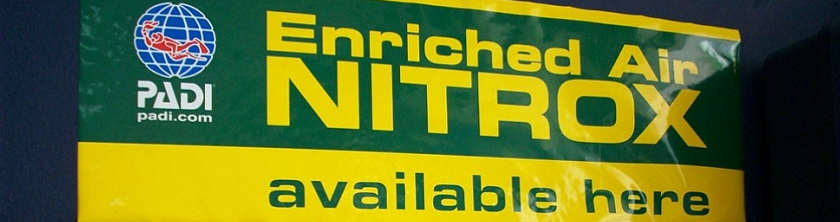 PADI
padi.com
Enriched Air
NITROX
available here